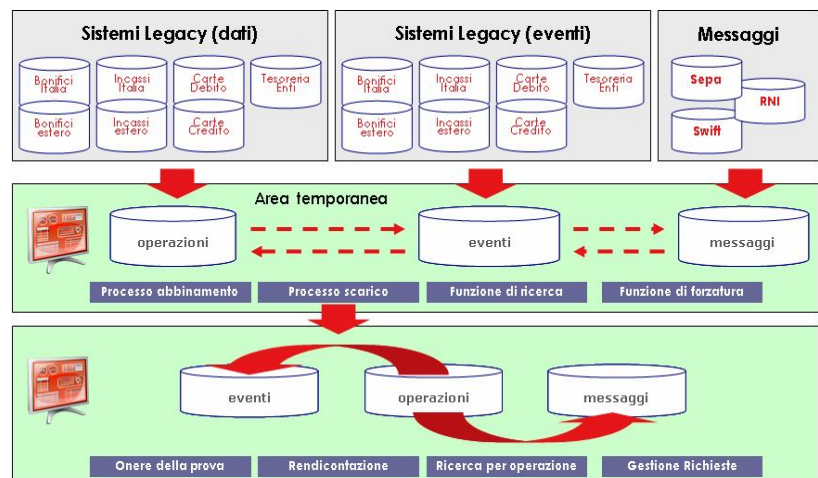 Sistemi Legacy (dati)
Bonifici
Italia
Incassi
Italia
Carte
Debito
Tesoreria
Enti
Bonifici
estero
Incassi
estero
Carte
Credito
Sistemi Legacy (eventi)
Bonifici
Italia
Incassi
Italia
Carte
Debito
Tesoreria
Enti
Bonifici
estero
Incassi
estero
Carte
Credito
Messaggi
Sepa
RNI
Swift
Area temporanea
operazioni
eventi
messaggi
Processo abbinamento
Processo scarico
Funzione di ricerca
Funzione di forzatura
eventi
operazioni
messaggi
Onere della prova
Rendicontazione
Ricerca per operazione
Gestione Richieste